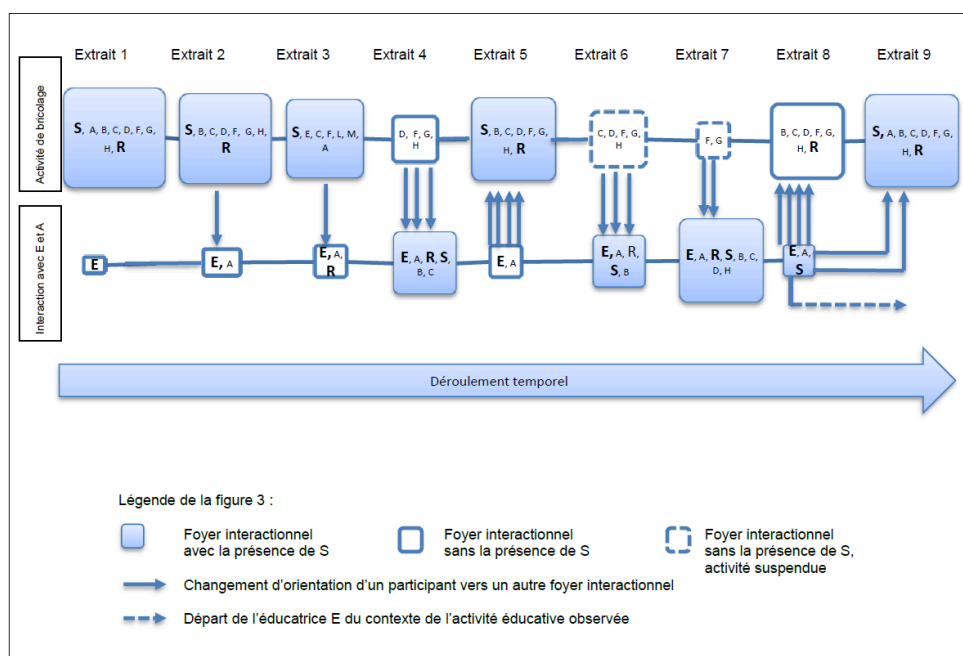 Extrait 1 Extrait 2 Extrait 3 Extrait 4 Extrait 5 Extrait 6 Extrait 7 Extrait 8 Extrait 9
Activité de bricolage
S, A, B, C, D, F, G,
H, R
S, B, C, D, F, G, H,
R
S, E, C, F, L, M,
A
D, F, G,
H
S, B, C, D, F, G,
H, R
C, D, F, G,
H
F, G
B, C, D, F, G,
H, R
S, A, B, C, D, F, G,
H, R
Interaction avec E et A
E
E, A
E, A,
R
E, A, R, S,
B, C
E, A
E, A, R,
S, B
E, A, R, S, B, C,
D, H
E, A,
S
Déroulement temporel
Légende de la figure 3 :
Foyer interactionnel
avec la présence de S
Foyer interactionnel
sans la présence de S
Foyer interactionnel
sans la présence de S,
activité suspendue
Changement d'orientation d'un participant vers un autre foyer interactionnel
Départ de l'éducatrice E du contexte de l'activité éducative observée